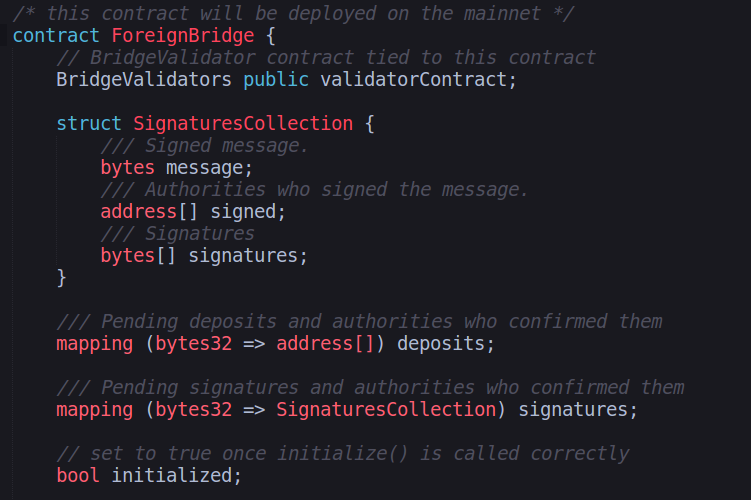 /* this contract will be deployed on the mainnet */
contract ForeignBridge {
// BridgeValidator contract tied to this contract
BridgeValidators public validatorContract;
struct SignaturesCollection {
/// Signed message.
bytes message;
/// Authorities who signed the message.
address[] signed;
/// Signatures
bytes[] signatures;
}
/// Pending deposits and authorities who confirmed them
mapping (bytes32 => address[]) deposits;
/// Pending signatures and authorities who confirmed them
mapping (bytes32 => SignaturesCollection) signatures;
// set to true once initialize() is called correctly
bool initialized;